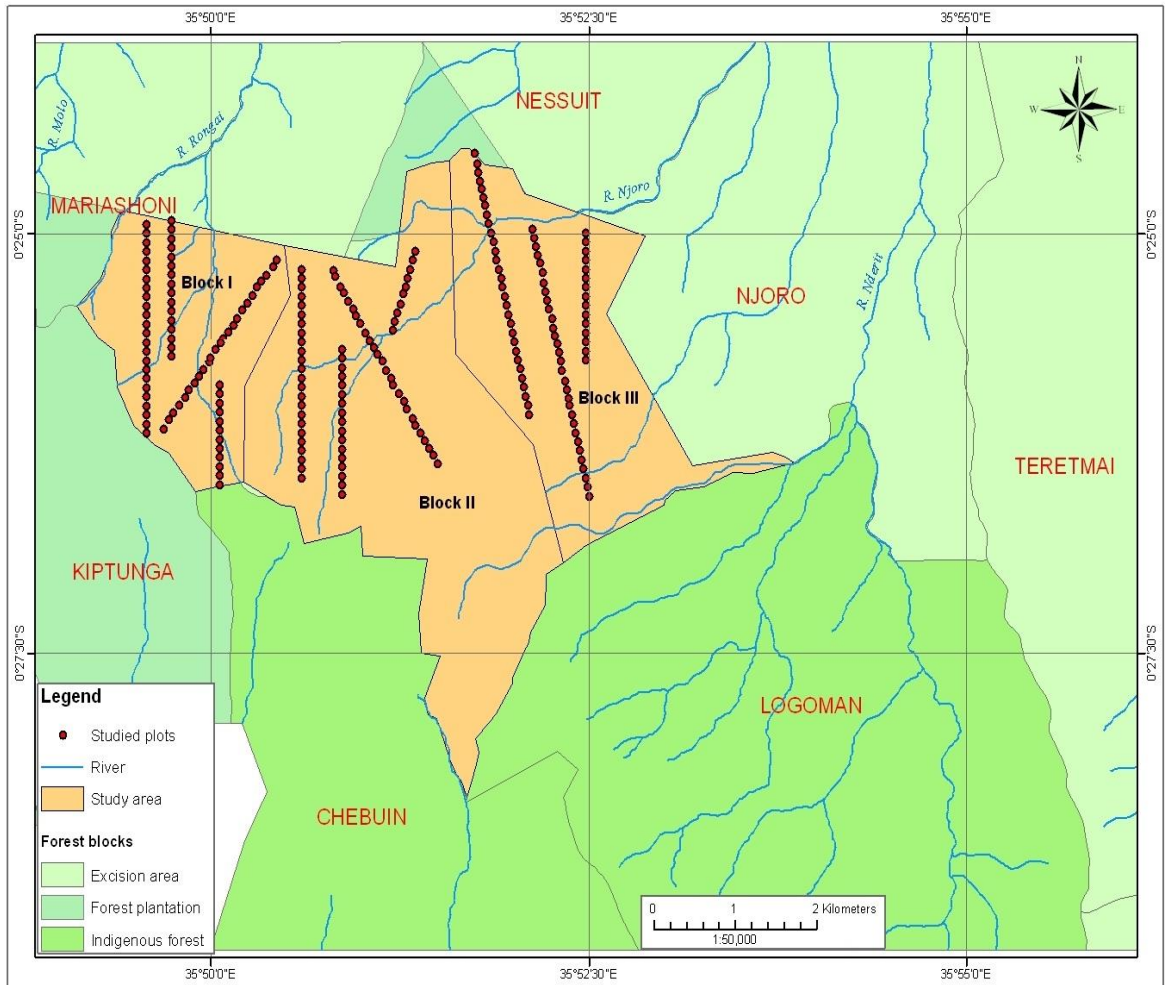 35°50'0"E 35°52'30"E 35°55'0"E
N
W E
S
NESSUIT
R. Molo
R. Rongai
R. Njoro
MARIASHONI
0°25'0"S 0°25'0"S
Block I
NJORO
R. Nderit
Block III
TERETMAI
Block II
KIPTUNGA
0°27'30"S 0°27'30"S
LOGOMAN
CHEBUIN
Legend
Studied plots
River
Study area
Forest blocks
Excision area
Forest plantation
Indigenous forest
0 1 2 Kilometers
1:50,000
35°50'0"E 35°52'30"E 35°55'0"E